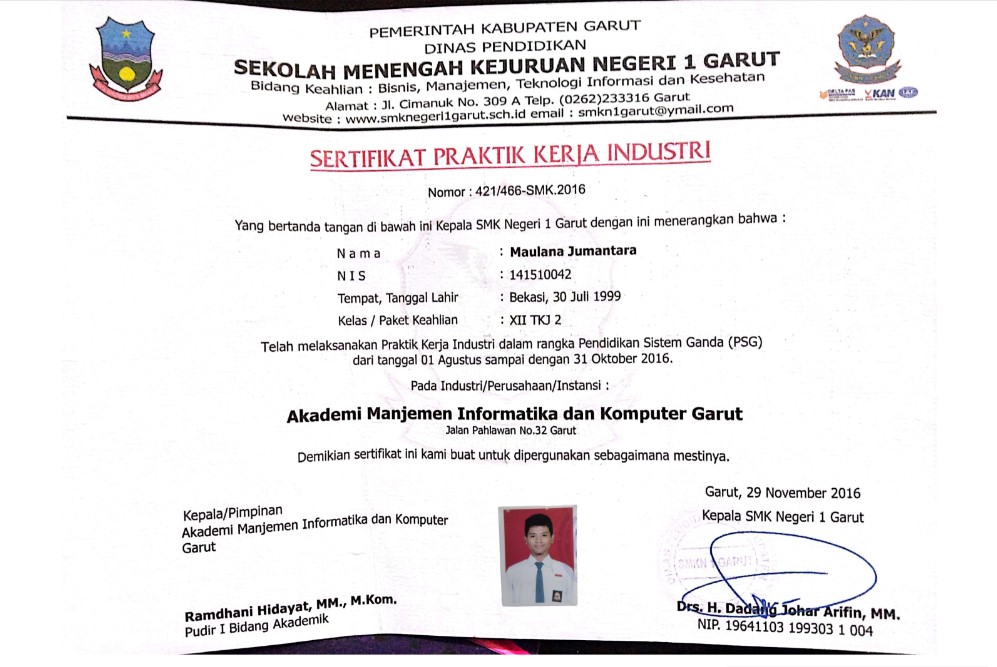 PEMERINTAH KABUPATEN GARUT
DINAS PENDIDIKAN
SEKOLAH MENENGAH KEJURUAN NEGERI 1 GARUT
Bidang Keahlian : Bisnis, Manajemen, Teknologi Informasi dan Kesehatan
Alamat : Jl. Cimanuk No. 309 A Telp. (0262)233316 Garut
website : www.smknegeri1garut.sch.id email : smkn1garut@ymail.com
KAN
SERTIFIKAT PRAKTIK KERJA INDUSTRI
Nomor : 421/466-SMK.2016
Yang bertanda tangan di bawah ini Kepala SMK Negeri 1 Garut dengan ini menerangkan bahwa :
N a m a : Maulana Jumantara
N I S : 141510042
Tempat, Tanggal Lahir : Bekasi, 30 Juli 1999
Kelas / Paket Keahlian : XII TKJ 2
Telah melaksanakan Praktik Kerja Industri dalam rangka Pendidikan Sistem Ganda (PSG)
dari tanggal 01 Agustus sampai dengan 31 Oktober 2016.
Pada Industri/Perusahaan/Instansi :
Akademi Manjemen Informatika dan Komputer Garut
Jalan Pahlawan No.32 Garut
Demikian sertifikat ini kami buat untuk dipergunakan sebagaimana mestinya.
Kepala/Pimpinan
Akademi Manjemen Informatika dan Komputer
Garut
Ramdhani Hidayat, MM., M.Kom.
Pudir I Bidang Akademik
Garut, 29 November 2016
Kepala SMK Negeri 1 Garut
SMKN 1 GARUT
Drs. H. Dadang Johar Arifin, MM.
NIP. 19641103 199303 1 004